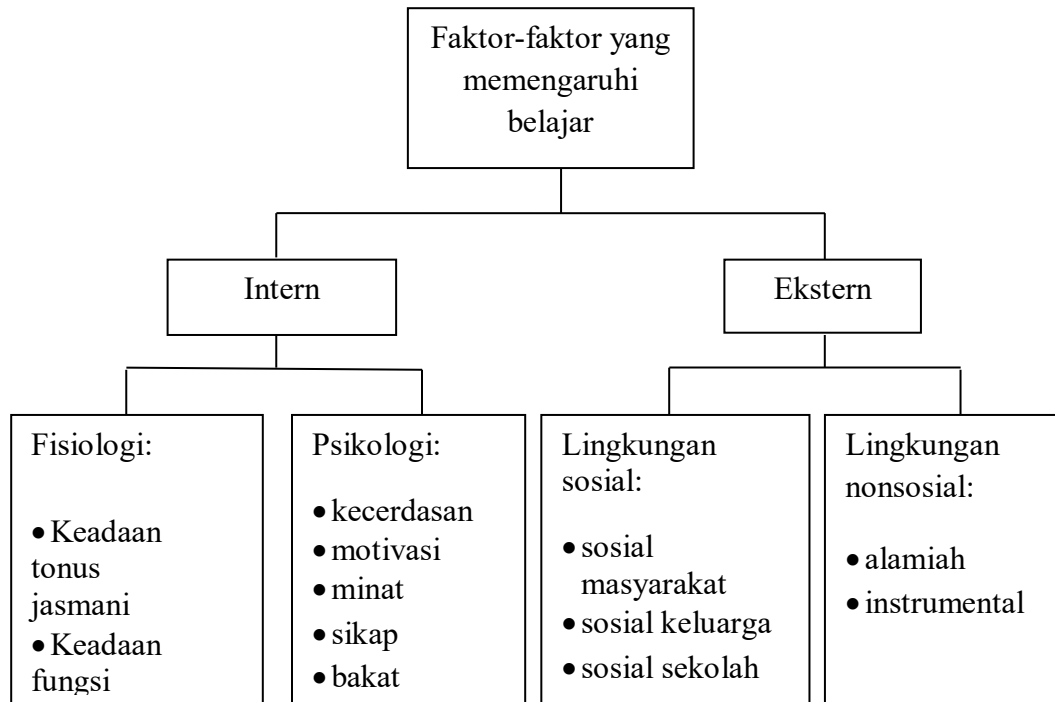 Faktor-faktor yang
memengaruhi
belajar
Intern
Ekstern
Fisiologi:
• Keadaan
tonus
jasmani
• Keadaan
fungsi
Psikologi:
• kecerdasan
• motivasi
• minat
• sikap
• bakat
Lingkungan
sosial:
• sosial
masyarakat
• sosial keluarga
• sosial sekolah
Lingkungan
nonsosial:
• alamiah
• instrumental